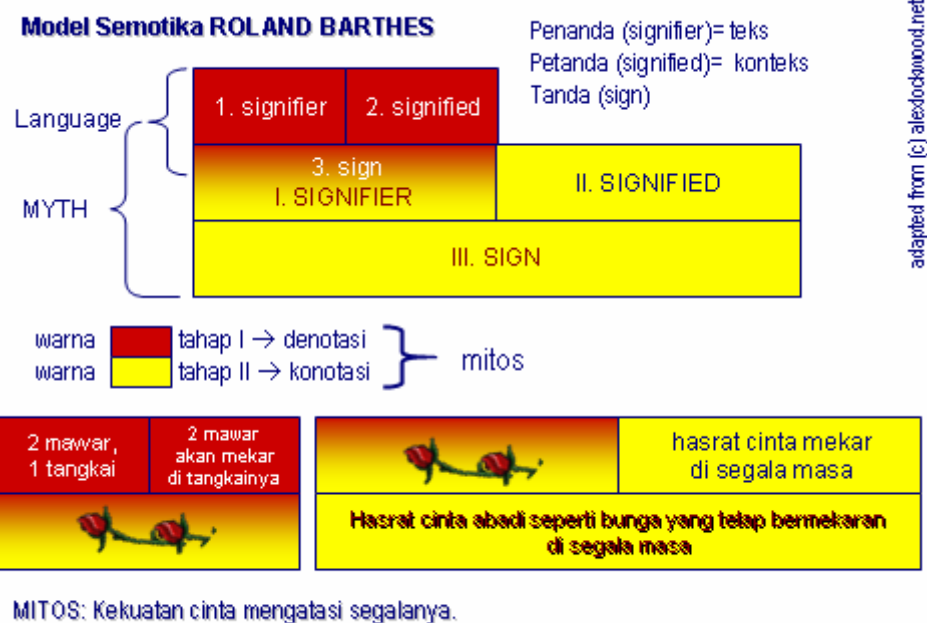 Model Semotika ROLAND BARTHES
Penanda (signifier)= teks
Petanda (signified)= konteks
Tanda (sign)
adapted from (c) alexlockwood.net
Language
MYTH
1. signifier
2. signified
3. sign
I. SIGNIFIER
II. SIGNIFIED
III. SIGN
warna tahap I → denotasi
warna tahap II → konotasi
mitos
2 mawar,
1 tangkai
2 mawar
akan mekar
di tangkainya
hasrat cinta mekar
di segala masa
Hasrat cinta abadi seperti bunga yang tetap bermekaran
di segala masa
MITOS: Kekuatan cinta mengatasi segalanya.